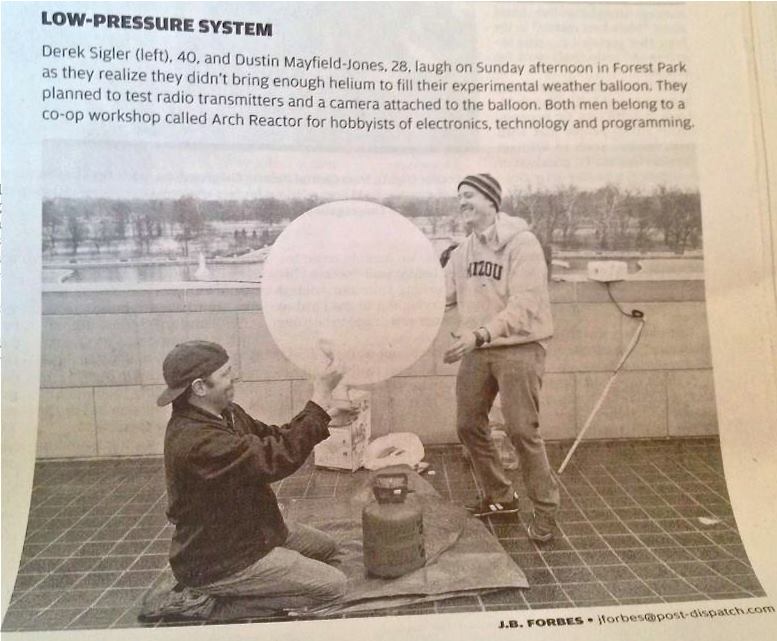 LOW-PRESSURE SYSTEM
Derek Sigler (left), 40, and Dustin Mayfield-Jones, 28, laugh on Sunday afternoon in Forest Park
as they realize they didn't bring enough helium to fill their experimental weather balloon. They
planned to test radio transmitters and a camera attached to the balloon. Both men belong to a
co-op workshop called Arch Reactor for hobbyists of electronics, technology and programming.
MIZOU
J.B. FORBES • jforbes@post-dispatch.com